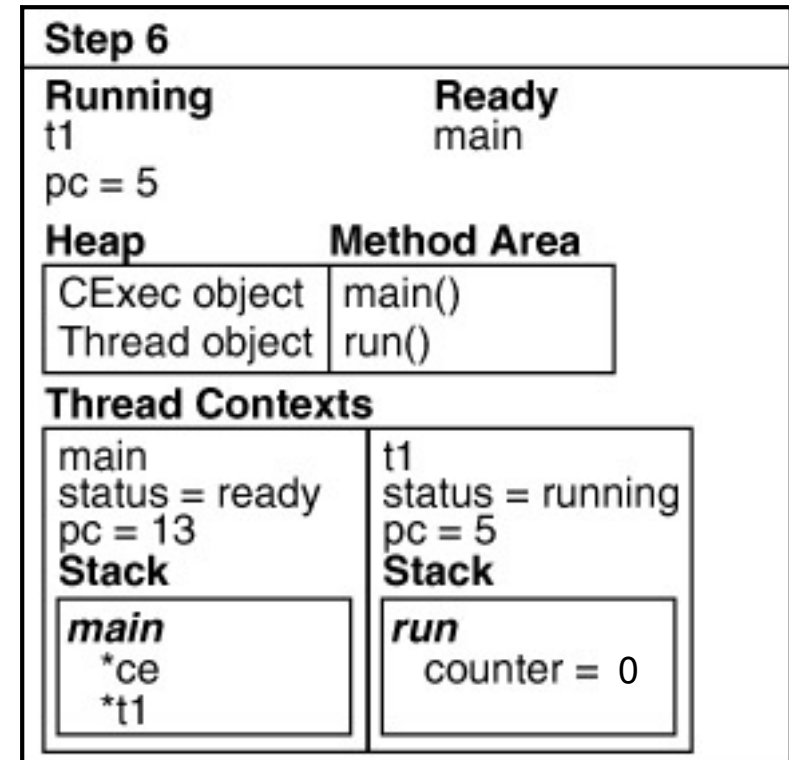 Step 6
Running Ready
t1 main
pc = 5
Heap Method Area
CExec object main()
Thread object run()
Thread Contexts
main t1
status = ready status = running
pc = 13 pc = 5
Stack Stack
main run
*ce counter = 0
*t1